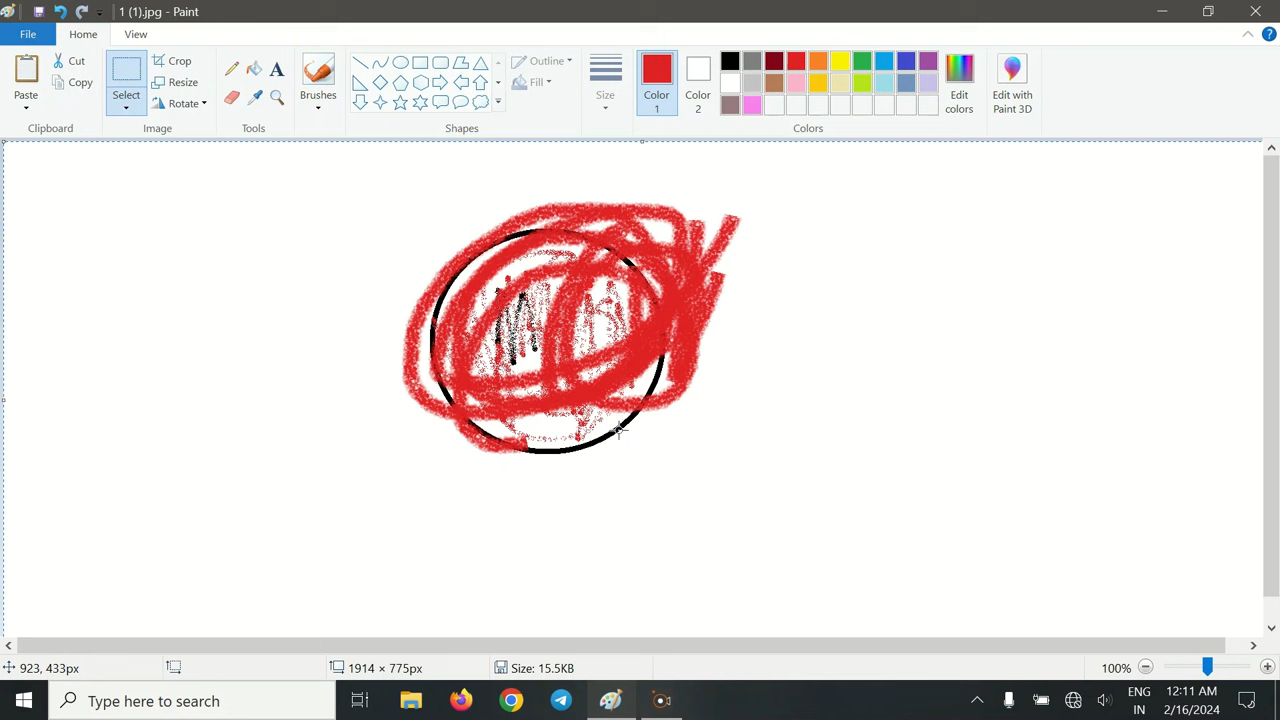 1 (1).jpg - Paint
File Home View
Paste Cut Copy Clipboard
Select Crop Resize Rotate Image
Tools
Brushes
Outline Fill Shapes
Size
Color 1 Color 2 Edit colors Colors
Edit with Paint 3D
923, 433px 1914 × 775px Size: 15.5KB 100%
Type here to search ENG IN 12:11 AM 2/16/2024